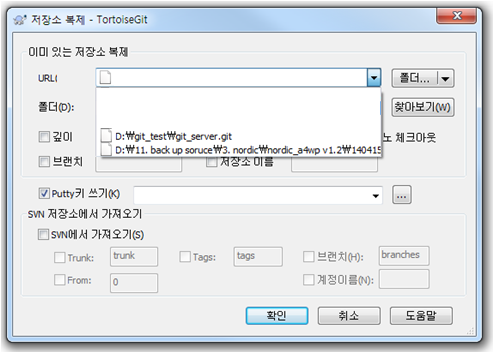 저장소 복제 - TortoiseGit
이미 있는 저장소 복제
URL(
폴더...
폴더(D):
찾아보기(W)
깊이
D:\git_test\git_server.git
노 체크아웃
D:\11. back up soruce\3. nordic\nordic_a4wp v1.2\140415
브랜치
저장소 이름
Putty키 쓰기(K)
...
SVN 저장소에서 가져오기
SVN에서 가져오기(S)
Trunk:
trunk
Tags:
tags
브랜치(H):
branches
From:
0
계정이름(N):
확인
취소
도움말